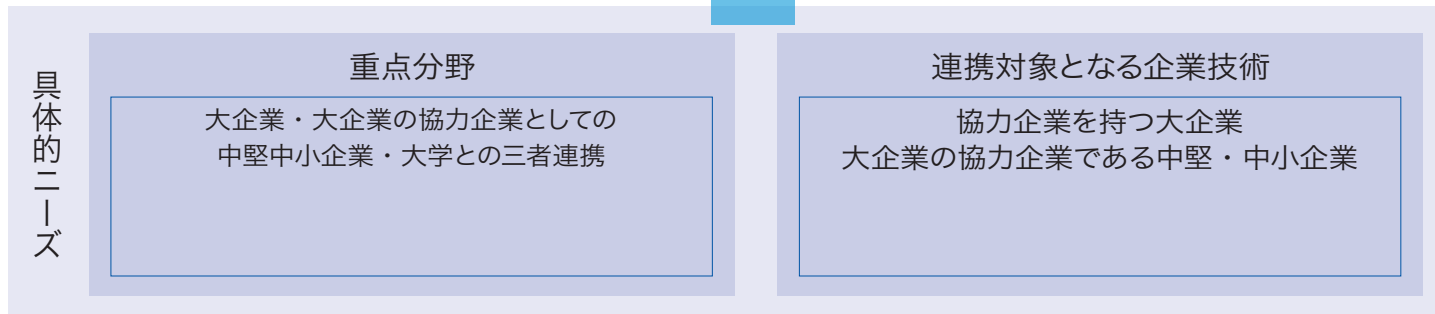 具体的ニーズ
重点分野
大企業・大企業の協力企業としての
中堅中小企業・大学との三者連携
連携対象となる企業技術
協力企業を持つ大企業
大企業の協力企業である中堅・中小企業